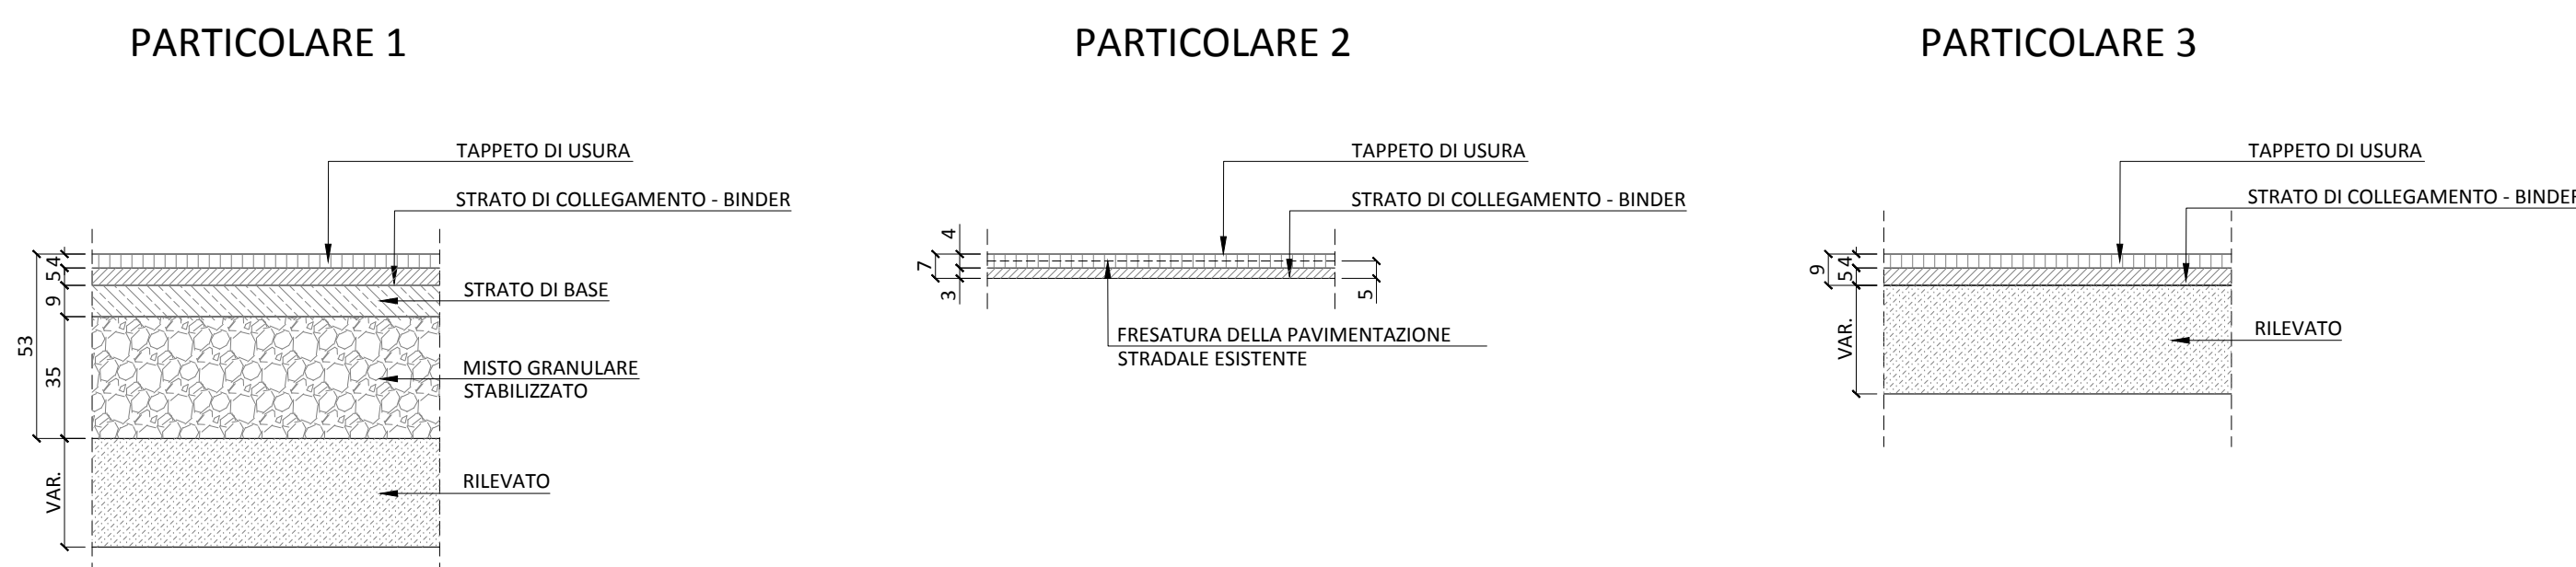 PARTICOLARE 1
TAPPETO DI USURA
STRATO DI COLLEGAMENTO - BINDER
4
5
9
STRATO DI BASE
53
35
MISTO GRANULARE
STABILIZZATO
VAR.
RILEVATO
PARTICOLARE 2
TAPPETO DI USURA
STRATO DI COLLEGAMENTO - BINDER
4
7
3
5
FRESATURA DELLA PAVIMENTAZIONE
STRADALE ESISTENTE
PARTICOLARE 3
TAPPETO DI USURA
STRATO DI COLLEGAMENTO - BINDER
4
9
5
VAR.
RILEVATO